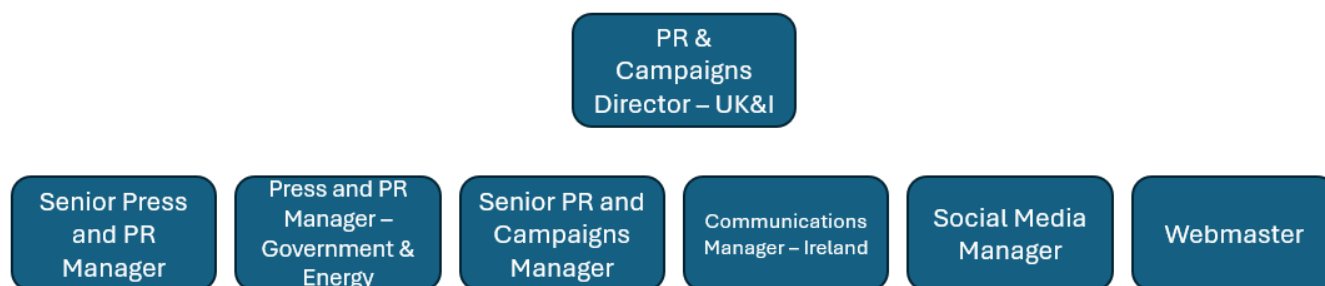 PR &
Campaigns
Director – UK&I
Senior Press
and PR
Manager
Press and PR
Manager –
Government &
Energy
Senior PR and
Campaigns
Manager
Communications
Manager – Ireland
Social Media
Manager
Webmaster